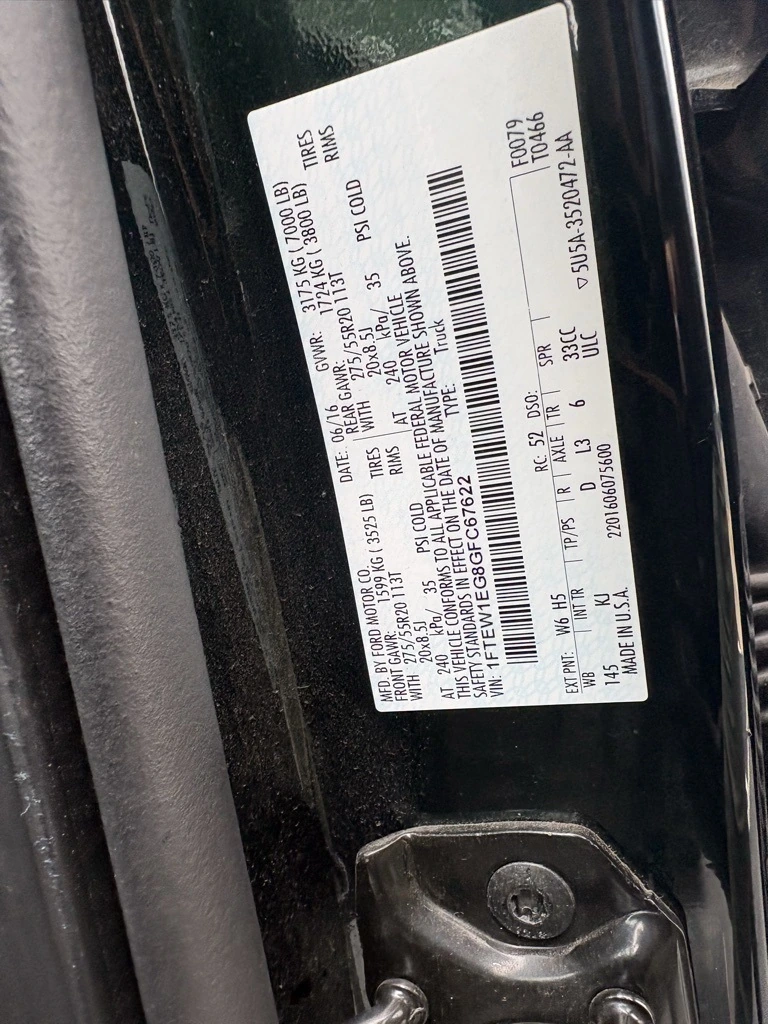 MFD. BY FORD MOTOR CO. DATE: 06/16 GVWR: 3175 KG ( 7000 LB)
FRONT GAWR: 1599 KG ( 3525 LB) REAR GAWR: 1724 KG ( 3800 LB)
WITH 275/55R20 113T TIRES WITH 275/55R20 113T TIRES
20x8.5J RIMS 20x8.5J RIMS
AT 240 kPa/ 35 PSI COLD AT 240 kPa/ 35 PSI COLD
THIS VEHICLE CONFORMS TO ALL APPLICABLE FEDERAL MOTOR VEHICLE
SAFETY STANDARDS IN EFFECT ON THE DATE OF MANUFACTURE SHOWN ABOVE.
VIN: 1FTEW1EG8GFC67622 TYPE: Truck
F0079
T0466
EXT PNT: W6 H5 RC: 52 DSO:
WB INT TR TP/PS R AXLE TR SPR
145 KJ D L3 6 33CC
ULC
MADE IN U.S.A. 2201606075600 ▽5U5A-3520472-AA